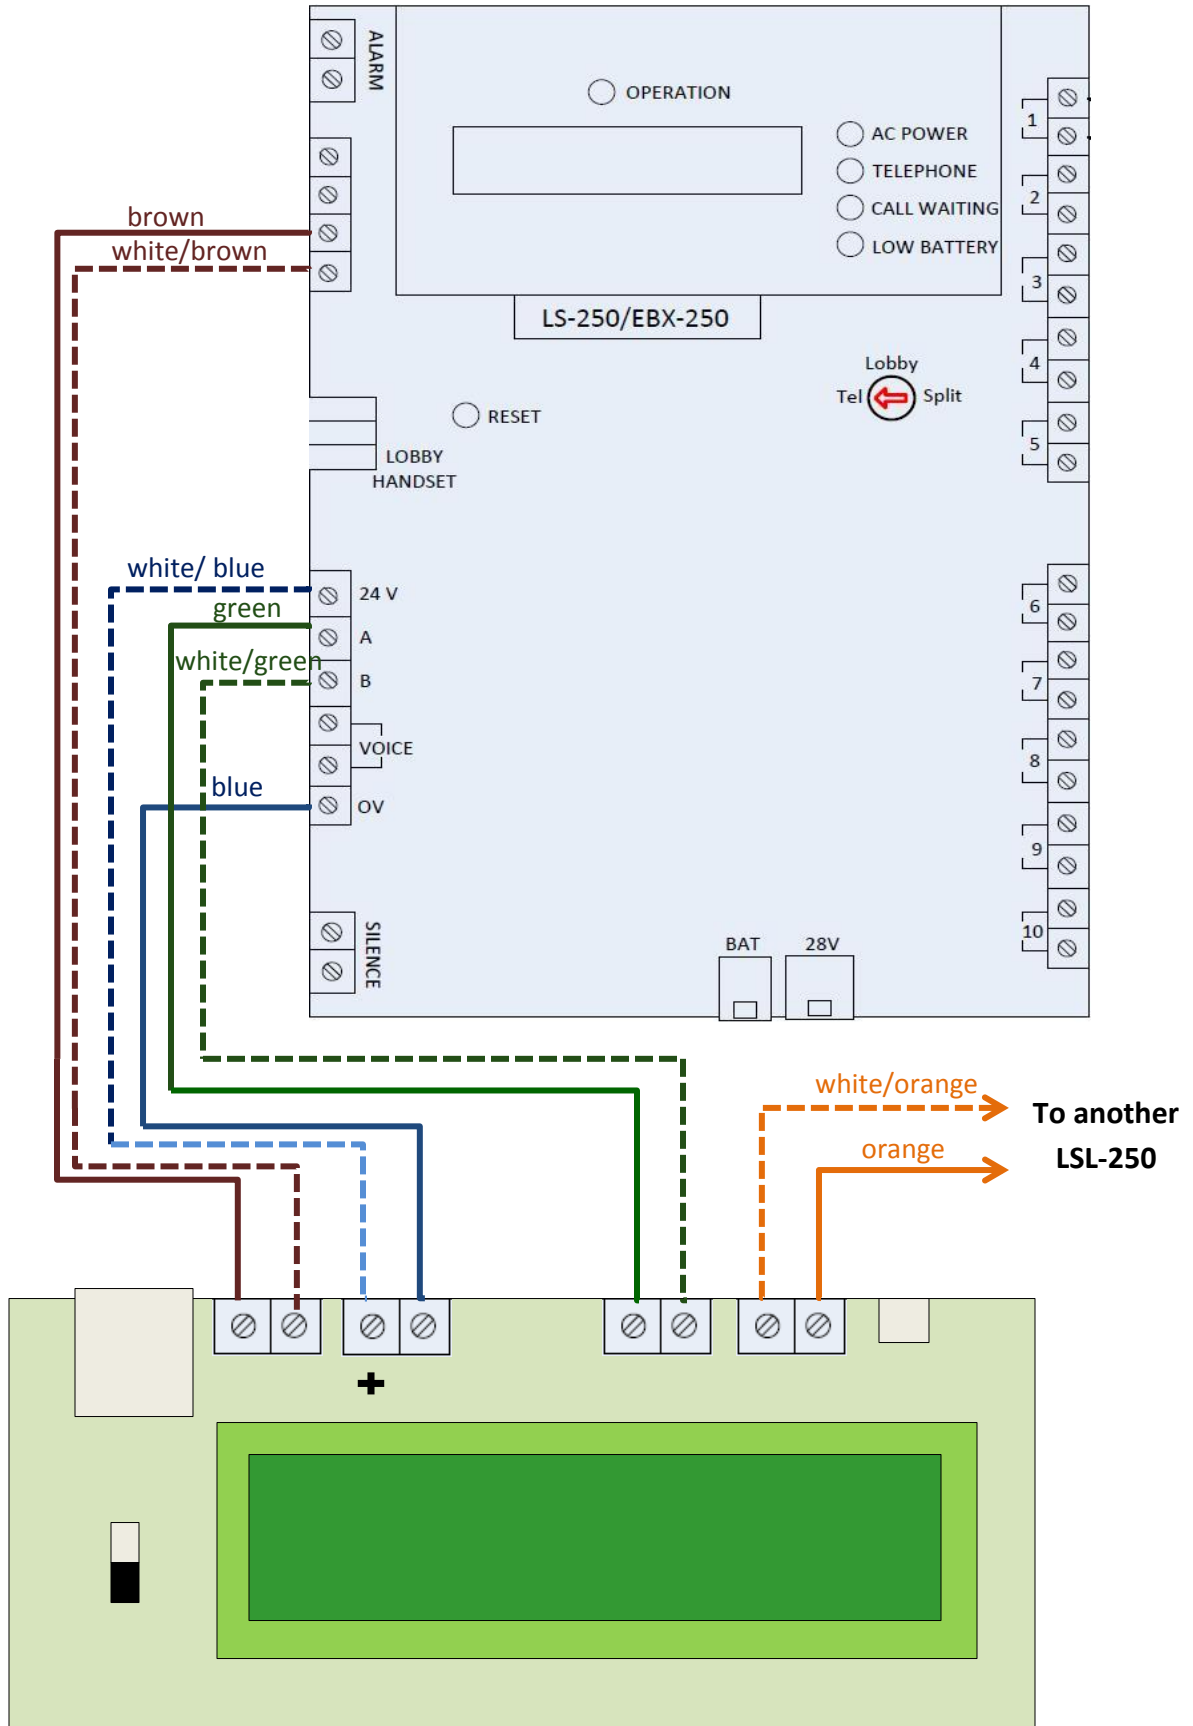 ALARM
OPERATION
AC POWER
TELEPHONE
CALL WAITING
LOW BATTERY
1
2
3
4
5
brown
white/brown
LS-250/EBX-250
Lobby
Tel
Split
RESET
LOBBY
HANDSET
white/ blue
24 V
green
A
white/green
B
VOICE
blue
OV
6
7
8
9
10
SILENCE
BAT
28V
white/orange
orange
To another
LSL-250
+